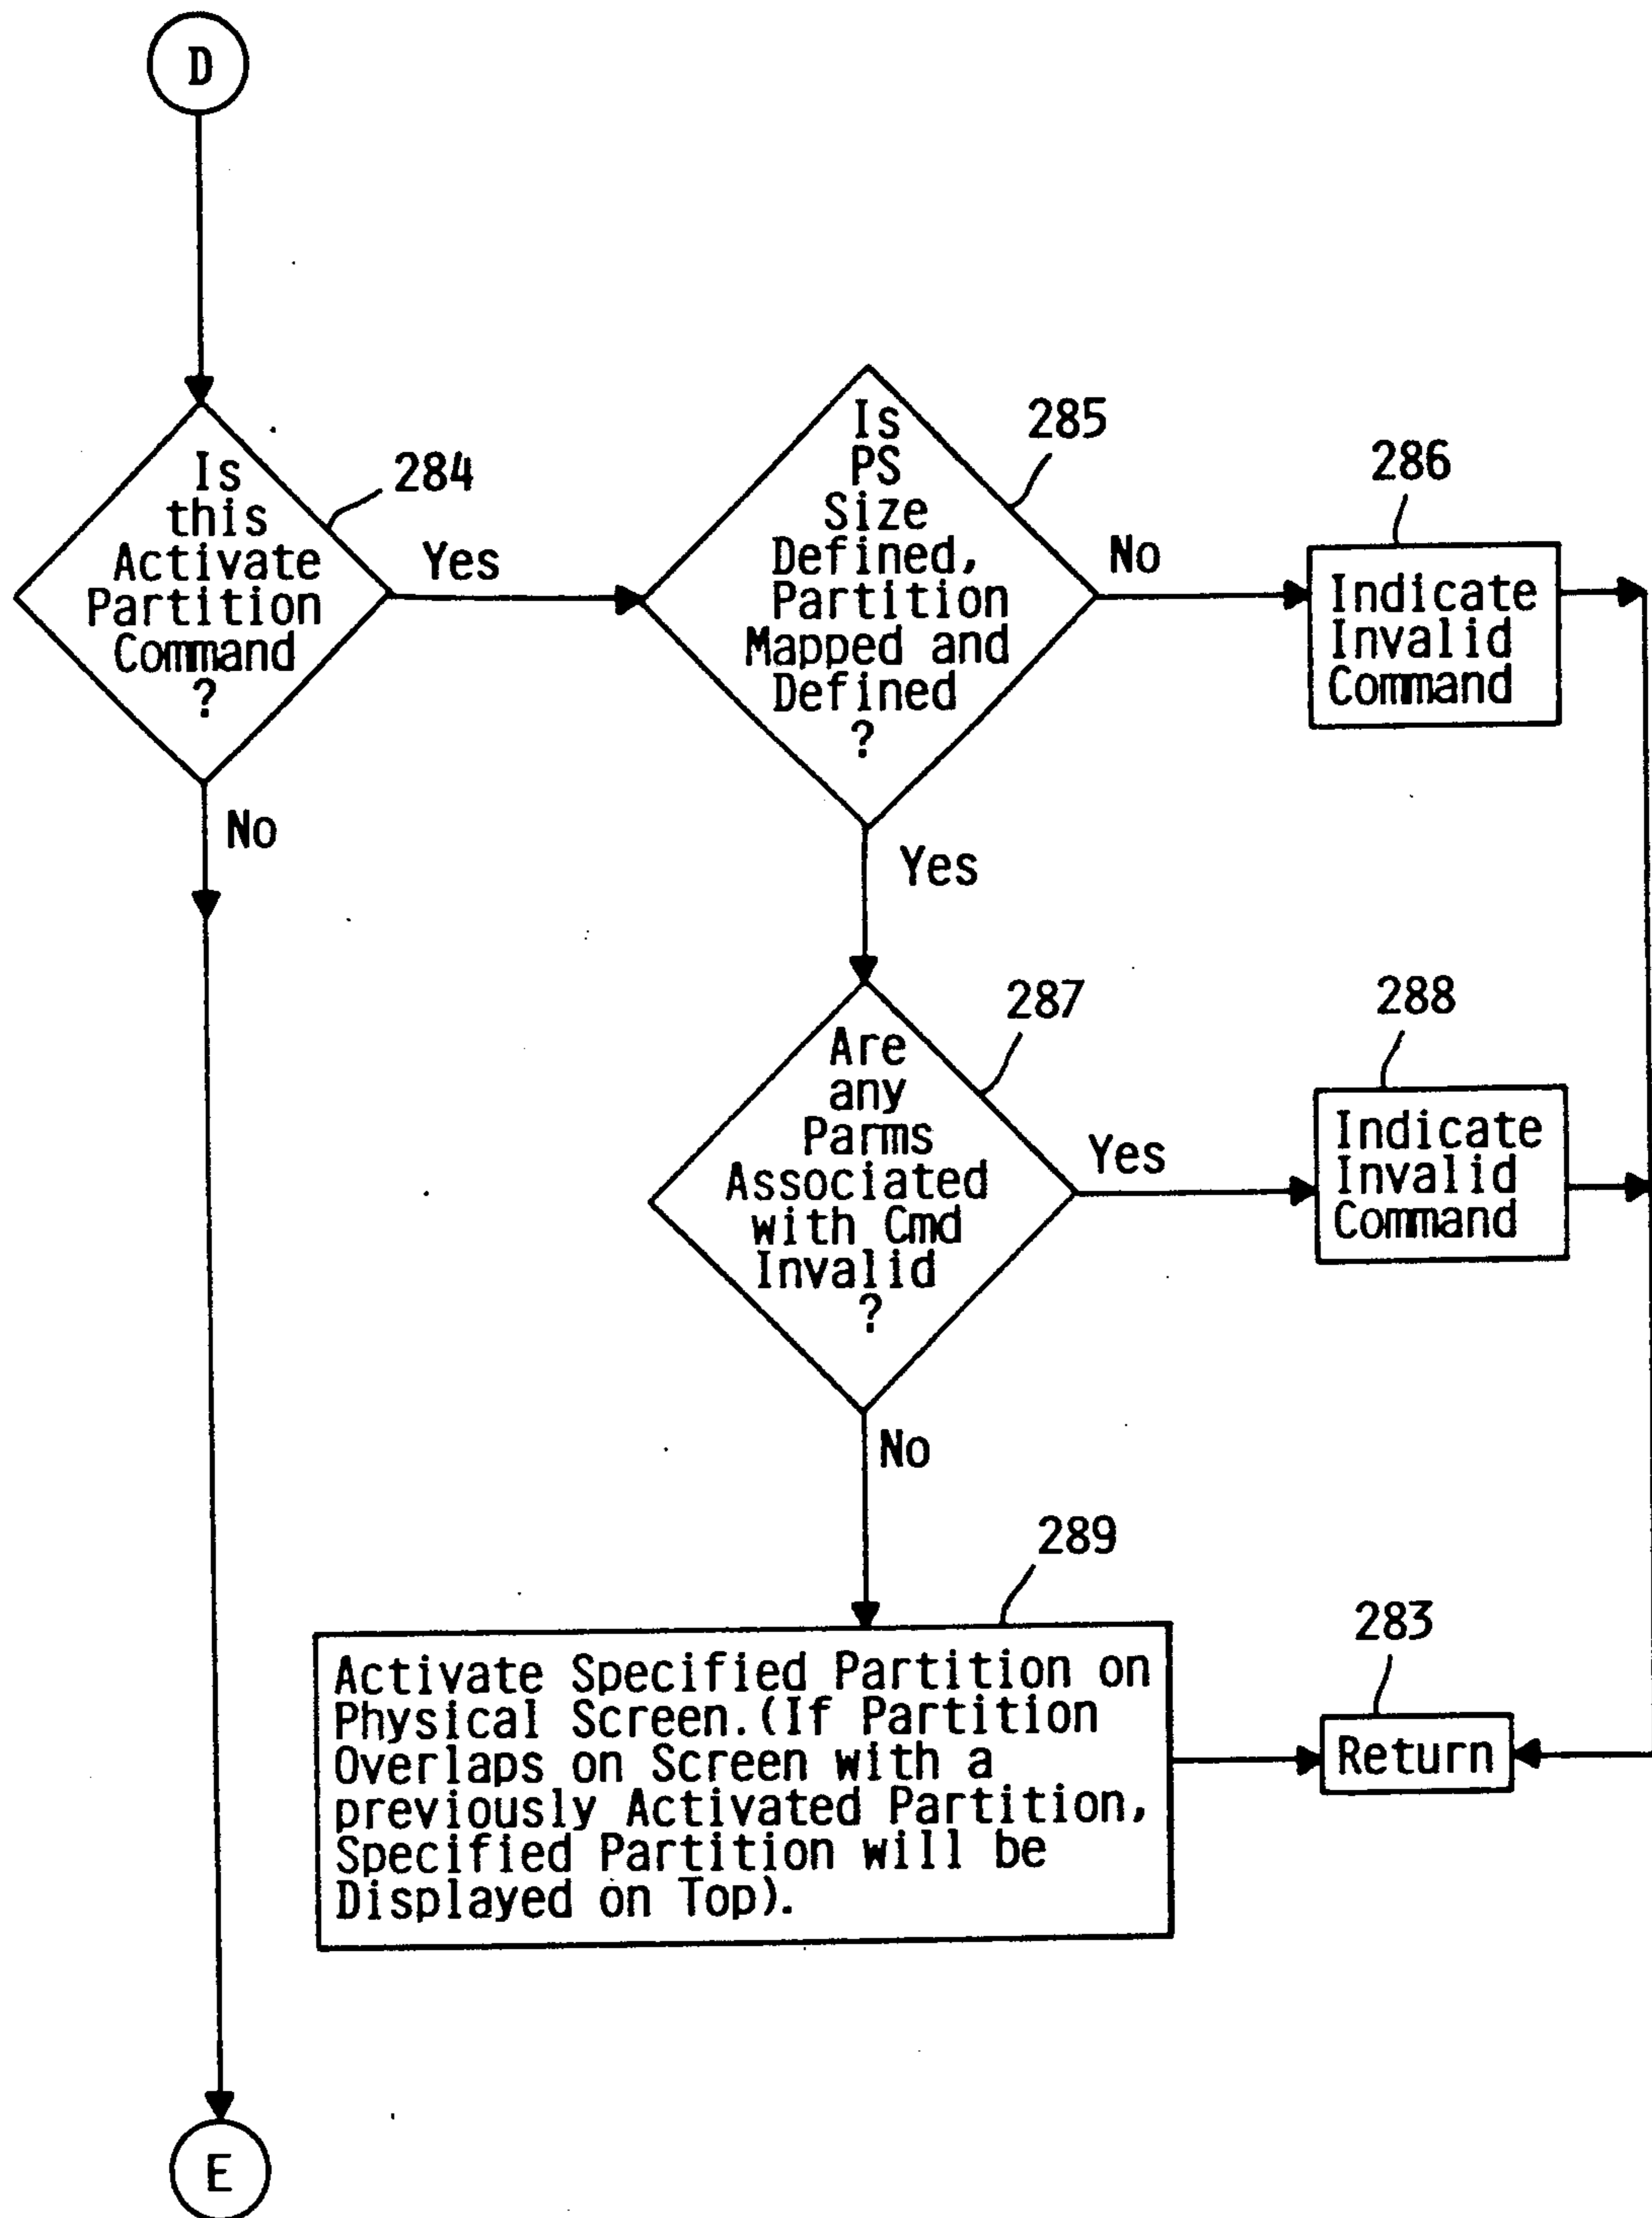 D
Is
this
Activate
Partition
Command
?
284
Yes
No
Is
PS
Size
Defined,
Partition
Mapped and
Defined
?
285
No
Yes
286
Indicate
Invalid
Command
Are
any
Parms
Associated
with Cmd
Invalid
?
287
Yes
No
288
Indicate
Invalid
Command
289
Activate Specified Partition on
Physical Screen.(If Partition
Overlaps on Screen with a
previously Activated Partition,
Specified Partition will be
Displayed on Top).
283
Return
E